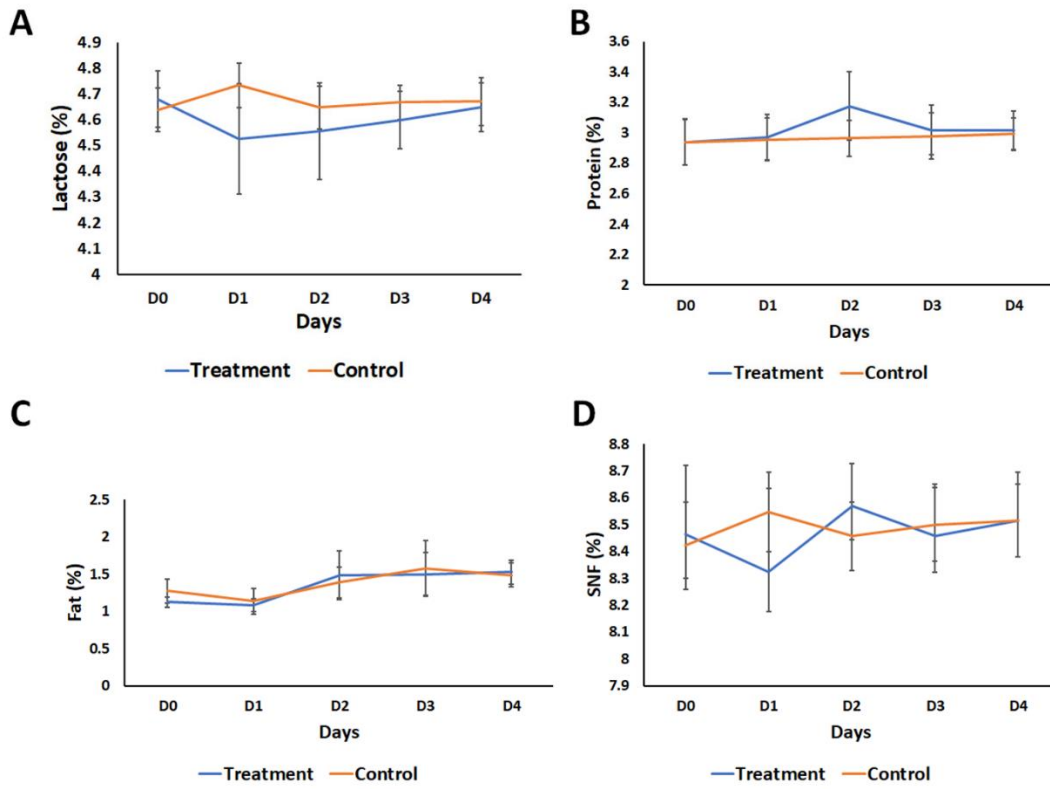 A
4.9
4.8
4.7
4.6
4.5
4.4
4.3
4.2
4.1
4
Lactose (%)
D0 D1 D2 D3 D4
Days
Treatment Control
B
3.6
3.4
3.2
3
2.8
2.6
2.4
2.2
2
Protein (%)
D0 D1 D2 D3 D4
Days
Treatment Control
C
2.5
2
1.5
1
0.5
0
Fat (%)
D0 D1 D2 D3 D4
Days
Treatment Control
D
8.8
8.7
8.6
8.5
8.4
8.3
8.2
8.1
8
7.9
SNF (%)
D0 D1 D2 D3 D4
Days
Treatment Control